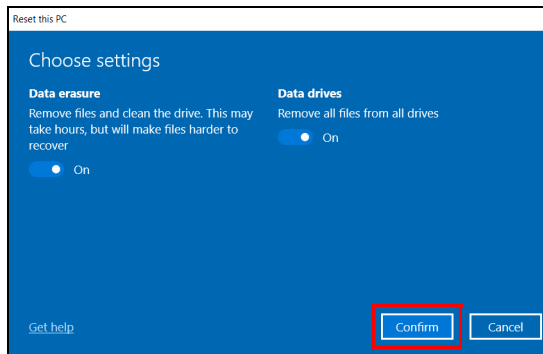 Reset this PC
Choose settings
Data erasure
Remove files and clean the drive. This may
take hours, but will make files harder to
recover
On
Data drives
Remove all files from all drives
On
Get help
Confirm
Cancel